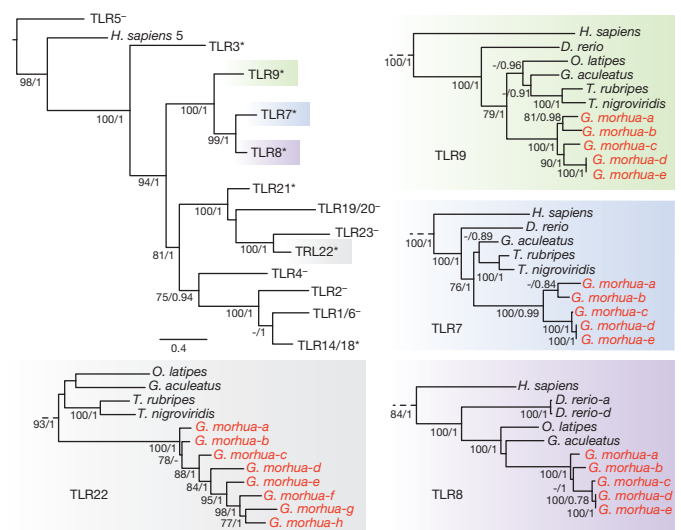 TLR5–
H. sapiens 5
98/1
TLR3*
100/1
TLR9*
100/1
TLR7*
99/1
TLR8*
94/1
TLR21*
100/1
TLR19/20–
TLR23–
100/1
TRL22*
81/1
TLR4–
75/0.94
TLR2–
100/1
TLR1/6–
-/1
TLR14/18*
0.4
H. sapiens
100/1
D. rerio
O. latipes
-/0.96
G. aculeatus
-/0.91
T. rubripes
100/1
T. nigroviridis
79/1
81/0.98
G. morhua-a
G. morhua-b
100/1
G. morhua-c
90/1
G. morhua-d
100/1
G. morhua-e
TLR9
H. sapiens
100/1
D. rerio
-/0.89
G. aculeatus
T. rubripes
100/1
T. nigroviridis
76/1
-/0.84
G. morhua-a
G. morhua-b
100/0.99
G. morhua-c
100/1
G. morhua-d
100/1
G. morhua-e
TLR7
O. latipes
G. aculeatus
T. rubripes
100/1
T. nigroviridis
93/1
G. morhua-a
100/1
G. morhua-b
78/-
G. morhua-c
88/1
G. morhua-d
84/1
G. morhua-e
95/1
G. morhua-f
98/1
G. morhua-g
77/1
G. morhua-h
TLR22
H. sapiens
84/1
D. rerio-a
100/1
D. rerio-d
O. latipes
100/1
100/1
G. aculeatus
G. morhua-a
100/1
G. morhua-b
-/1
G. morhua-c
100/0.78
G. morhua-d
100/1
G. morhua-e
TLR8